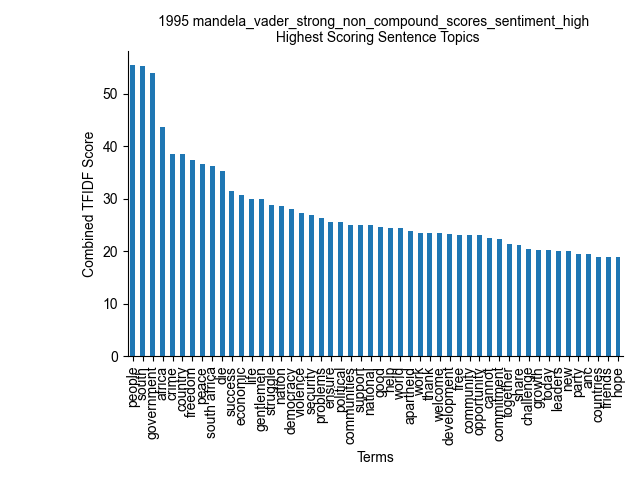 1995 mandela_vader_strong_non_compound_scores_sentiment_high
Highest Scoring Sentence Topics
Combined TFIDF Score
50
40
30
20
10
0
people
south
government
africa
crime
country
freedom
peace
south africa
die
success
economic
life
gentlemen
struggle
nation
democracy
violence
security
problems
ensure
political
communities
support
national
good
help
world
apartheid
work
thank
welcome
development
free
community
opportunity
cannot
commitment
together
share
challenge
growth
today
leaders
new
party
anc
countries
friends
hope
Terms